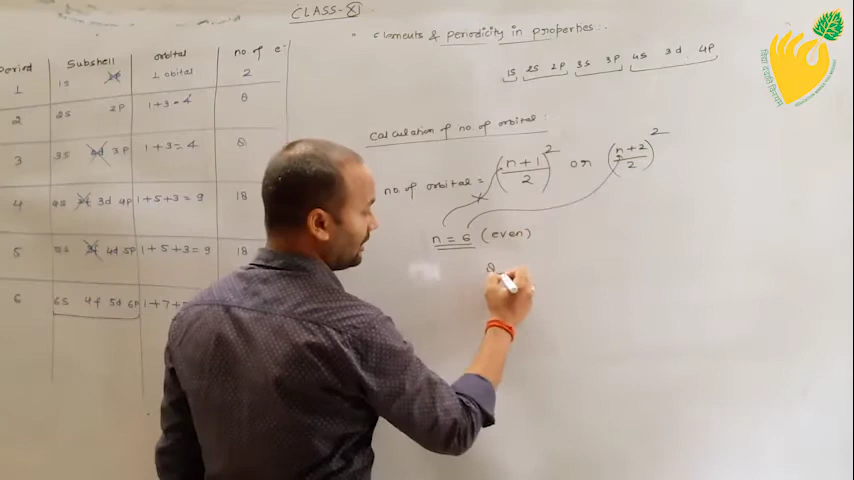 CLASS-X
Elements & periodicity in properties
1s 2s 2p 3s 3p 4s 3d 4p
Period Subshell orbital no. of e⁻
1 1s 1 obital 2
2 2s 2p 1+3=4 8
3 3s 3d 3p 1+3=4 8
4 4s 3d 4p 1+5+3=9 18
5 5s 4d 5p 1+5+3=9 18
6 6s 4f 5d 6p 1+7+
Calculation of no. of orbital
no. of orbital = (n+1/2)² or (n+2/2)²
n = 6 (even)